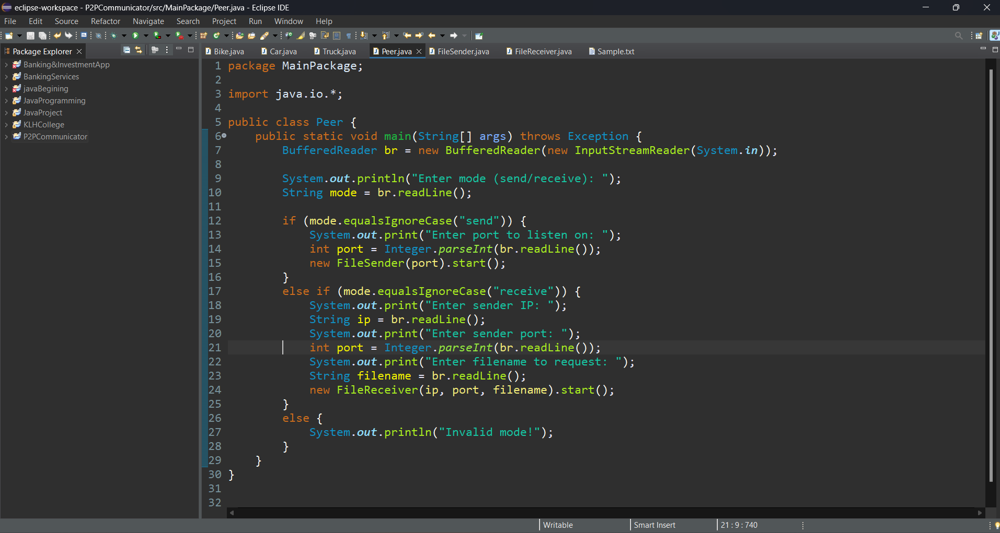 eclipse-workspace - P2PCommunicator/src/MainPackage/Peer.java - Eclipse IDE
File Edit Source Refactor Navigate Search Project Run Window Help
Package Explorer
Bike.java Car.java Truck.java Peer.java FileSender.java FileReceiver.java Sample.txt
Banking&InvestmentApp
BankingServices
javaBegining
JavaProgramming
JavaProject
KLHCollege
P2PCommunicator
1 package MainPackage;
2
3 import java.io.*;
4
5 public class Peer {
6 public static void main(String[] args) throws Exception {
7 BufferedReader br = new BufferedReader(new InputStreamReader(System.in));
8
9 System.out.println("Enter mode (send/receive): ");
10 String mode = br.readLine();
11
12 if (mode.equalsIgnoreCase("send")) {
13 System.out.print("Enter port to listen on: ");
14 int port = Integer.parseInt(br.readLine());
15 new FileSender(port).start();
16 }
17 else if (mode.equalsIgnoreCase("receive")) {
18 System.out.print("Enter sender IP: ");
19 String ip = br.readLine();
20 System.out.print("Enter sender port: ");
21 int port = Integer.parseInt(br.readLine());
22 System.out.print("Enter filename to request: ");
23 String filename = br.readLine();
24 new FileReceiver(ip, port, filename).start();
25 }
26 else {
27 System.out.println("Invalid mode!");
28 }
29 }
30 }
31
32
Writable Smart Insert 21 : 9 : 740